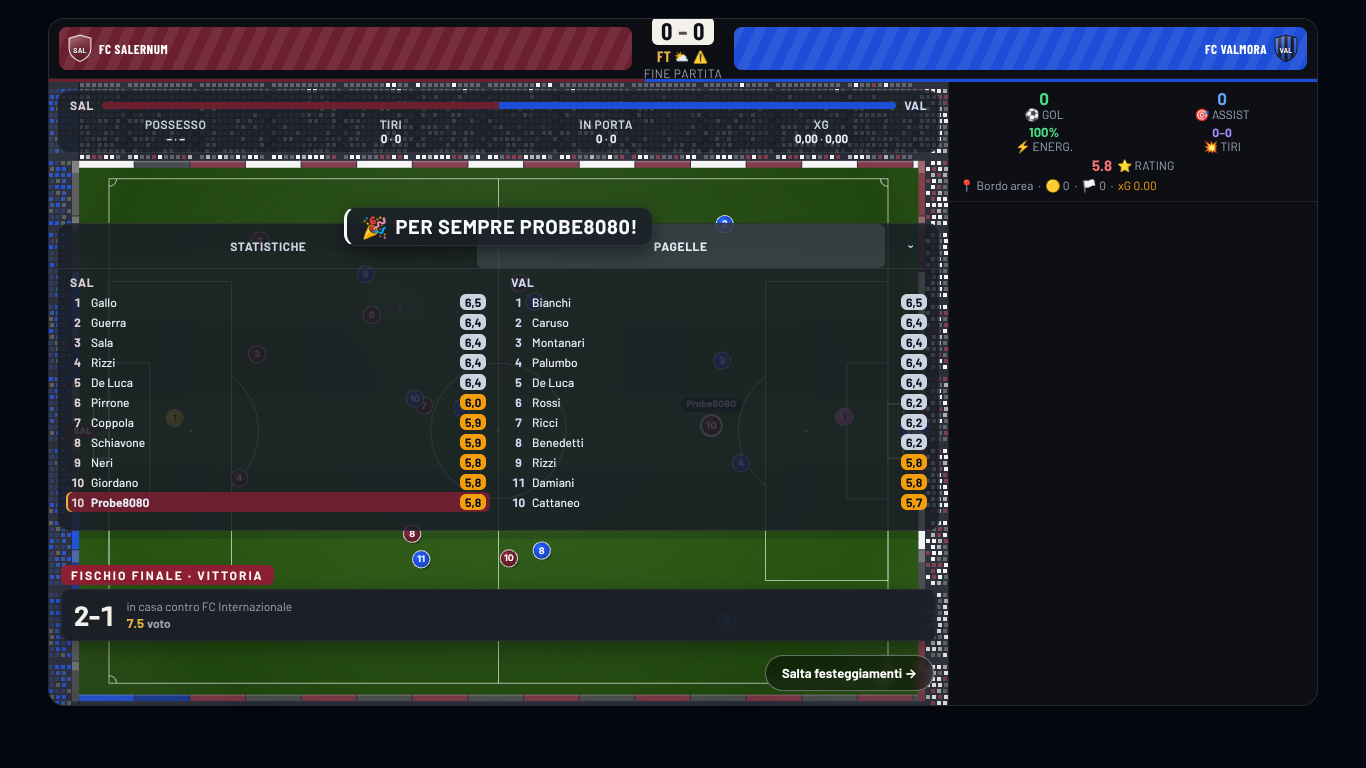 SAL FC SALERNUM
0 - 0
FT ⛅ ⚠️
FINE PARTITA
FC VALMORA VAL
SAL VAL
POSSESSO TIRI IN PORTA XG
0 · 0 0 · 0 0,00 · 0,00
0 0
⚽ GOL 🎯 ASSIST
100% 0–0
⚡ ENERG. 💥 TIRI
5.8 ⭐ RATING
📍 Bordo area · 🟡 0 · 🏳️ 0 · xG 0.00
🎉 PER SEMPRE PROBE8080!
STATISTICHE PAGELLE
SAL
1 Gallo 6,5
2 Guerra 6,4
3 Sala 6,4
4 Rizzi 6,4
5 De Luca 6,4
6 Pirrone 6,0
7 Coppola 5,9
8 Schiavone 5,9
9 Neri 5,8
10 Giordano 5,8
10 Probe8080 5,8
VAL
1 Bianchi 6,5
2 Caruso 6,4
3 Montanari 6,4
4 Palumbo 6,4
5 De Luca 6,4
6 Rossi 6,2
7 Ricci 6,2
8 Benedetti 6,2
9 Rizzi 5,8
11 Damiani 5,8
10 Cattaneo 5,7
Probe8080
10
8
11
10
8
FISCHIO FINALE · VITTORIA
2–1
in casa contro FC Internazionale
7.5 voto
Salta festeggiamenti →